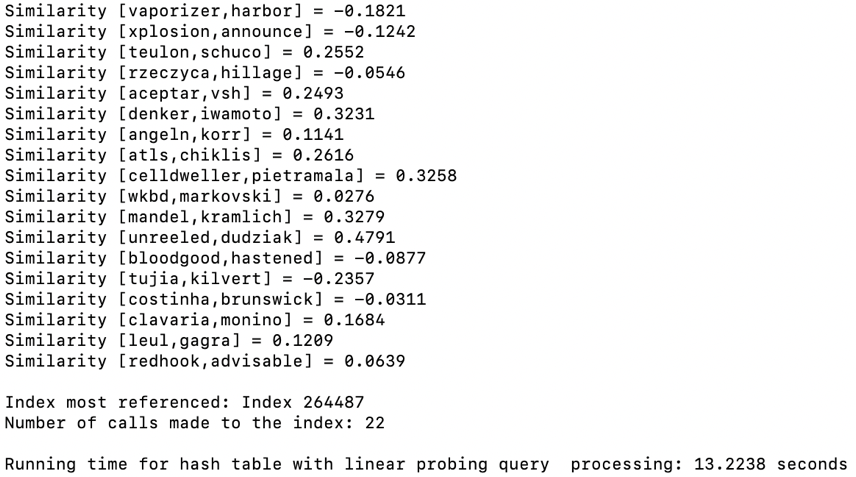 Similarity [vaporizer,harbor] = -0.1821
Similarity [xplosion,announce] = -0.1242
Similarity [teulon,schuco] = 0.2552
Similarity [rzeczyca,hillage] = -0.0546
Similarity [aceptar,vsh] = 0.2493
Similarity [denker,iwamoto] = 0.3231
Similarity [angeln,korr] = 0.1141
Similarity [atls,chiklis] = 0.2616
Similarity [celldweller,pietramala] = 0.3258
Similarity [wkbd,markovski] = 0.0276
Similarity [mandel,kramlich] = 0.3279
Similarity [unreeled,dudziak] = 0.4791
Similarity [bloodgood,hastened] = -0.0877
Similarity [tujia,kilvert] = -0.2357
Similarity [costinha,brunswick] = -0.0311
Similarity [clavaria,monino] = 0.1684
Similarity [leul,gagra] = 0.1209
Similarity [redhook,advisable] = 0.0639
Index most referenced: Index 264487
Number of calls made to the index: 22
Running time for hash table with linear probing query  processing: 13.2238 seconds